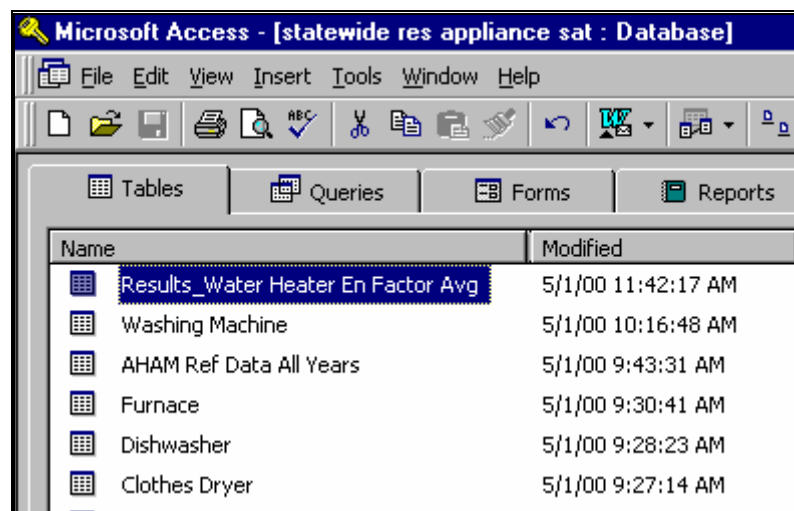 Microsoft Access - [statewide res appliance sat : Database]
File Edit View Insert Tools Window Help
ABC W
Tables Queries Forms Reports
Name Modified
Results_Water Heater En Factor Avg 5/1/00 11:42:17 AM
Washing Machine 5/1/00 10:16:48 AM
AHAM Ref Data All Years 5/1/00 9:43:31 AM
Furnace 5/1/00 9:30:41 AM
Dishwasher 5/1/00 9:28:23 AM
Clothes Dryer 5/1/00 9:27:14 AM